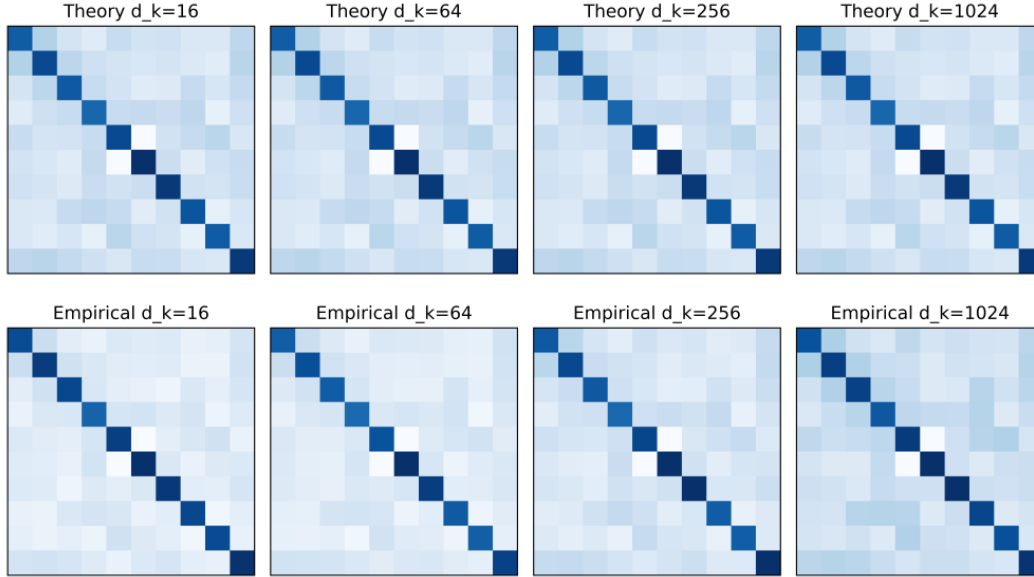 Theory d_k=16
Theory d_k=64
Theory d_k=256
Theory d_k=1024
Empirical d_k=16
Empirical d_k=64
Empirical d_k=256
Empirical d_k=1024